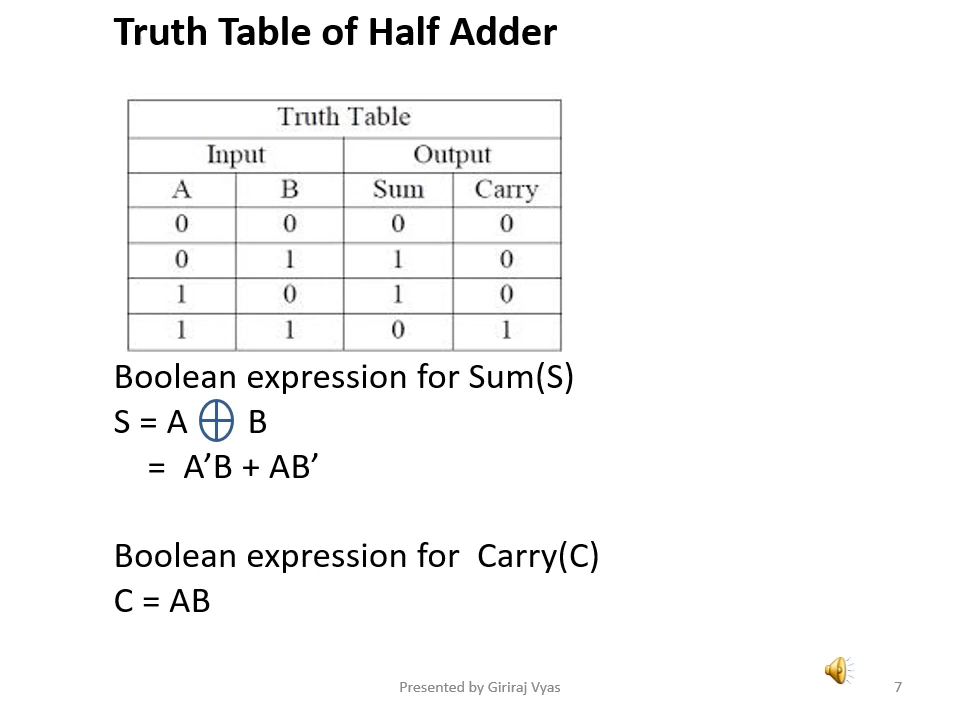 Truth Table of Half Adder
Truth Table
Input Output
A B Sum Carry
0 0 0 0
0 1 1 0
1 0 1 0
1 1 0 1
Boolean expression for Sum(S)
S = A ⊕ B
= A’B + AB’
Boolean expression for Carry(C)
C = AB
Presented by Giriraj Vyas 7